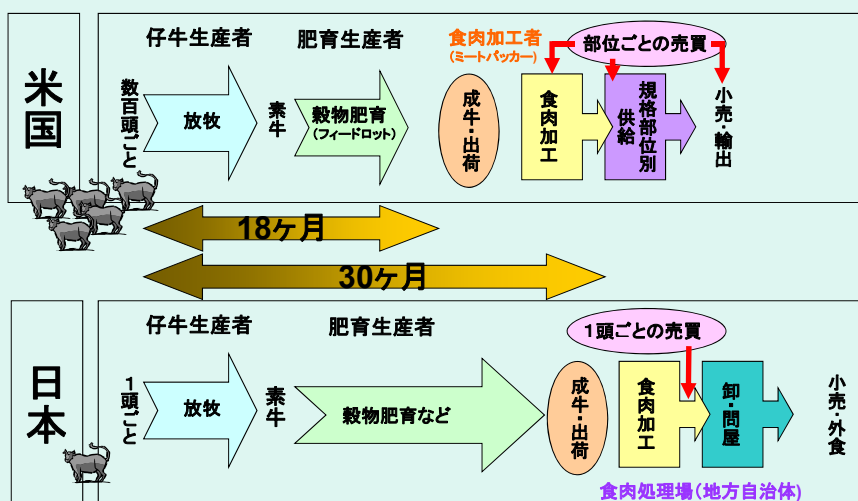 米国
仔牛生産者
肥育生産者
食肉加工者
(ミートパッカー)
部位ごとの売買
数百頭ごと
放牧
素牛
穀物肥育
(フィードロット)
成牛・出荷
食肉加工
規格部位別
供給
小売・輸出
18ヶ月
30ヶ月
日本
仔牛生産者
肥育生産者
1頭ごとの売買
1頭ごと
放牧
素牛
穀物肥育など
成牛・出荷
食肉加工
卸・問屋
小売・外食
食肉処理場(地方自治体)